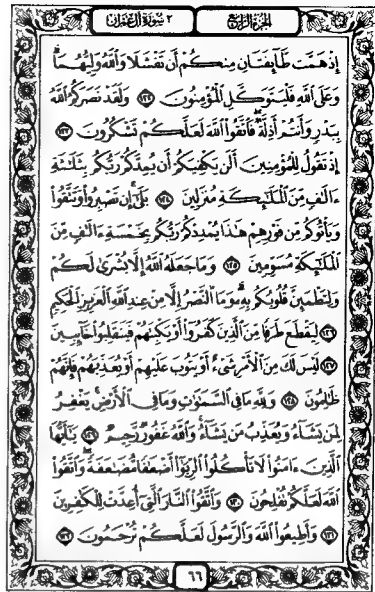 الجزء الرابع ٣ سورة آل عمران
إِذْ هَمَّت طَّآئِفَتَانِ مِنكُمْ أَن تَفْشَلَا وَٱللَّهُ وَلِيُّهُمَا ۗ
وَعَلَى ٱللَّهِ فَلْيَتَوَكَّلِ ٱلْمُؤْمِنُونَ ١٢٢ وَلَقَدْ نَصَرَكُمُ ٱللَّهُ
بِبَدْرٍ وَأَنتُمْ أَذِلَّةٌ ۖ فَٱتَّقُوا۟ ٱللَّهَ لَعَلَّكُمْ تَشْكُرُونَ ١٢٣
إِذْ تَقُولُ لِلْمُؤْمِنِينَ أَلَن يَكْفِيَكُمْ أَن يُمِدَّكُمْ رَبُّكُم بِثَلَٰثَةِ
ءَالَٰفٍ مِّنَ ٱلْمَلَٰٓئِكَةِ مُنزَلِينَ ١٢٤ بَلَىٰٓ ۚ إِن تَصْبِرُوا۟ وَتَتَّقُوا۟
وَيَأْتُوكُم مِّن فَوْرِهِمْ هَٰذَا يُمْدِدْكُمْ رَبُّكُم بِخَمْسَةِ ءَالَٰفٍ مِّنَ
ٱلْمَلَٰٓئِكَةِ مُسَوِّمِينَ ١٢٥ وَمَا جَعَلَهُ ٱللَّهُ إِلَّا بُشْرَىٰ لَكُمْ
وَلِتَطْمَئِنَّ قُلُوبُكُم بِهِۦ ۗ وَمَا ٱلنَّصْرُ إِلَّا مِنْ عِندِ ٱللَّهِ ٱلْعَزِيزِ ٱلْحَكِيمِ
١٢٦ لِيَقْطَعَ طَرَفًا مِّنَ ٱلَّذِينَ كَفَرُوٓا۟ أَوْ يَكْبِتَهُمْ فَيَنقَلِبُوا۟ خَآئِبِينَ
١٢٧ لَيْسَ لَكَ مِنَ ٱلْأَمْرِ شَىْءٌ أَوْ يَتُوبَ عَلَيْهِمْ أَوْ يُعَذِّبَهُمْ فَإِنَّهُمْ
ظَٰلِمُونَ ١٢٨ وَلِلَّهِ مَا فِى ٱلسَّمَٰوَٰتِ وَمَا فِى ٱلْأَرْضِ ۚ يَغْفِرُ
لِمَن يَشَآءُ وَيُعَذِّبُ مَن يَشَآءُ ۚ وَٱللَّهُ غَفُورٌ رَّحِيمٌ ١٢٩ يَٰٓأَيُّهَا
ٱلَّذِينَ ءَامَنُوا۟ لَا تَأْكُلُوا۟ ٱلرِّبَوٰٓا۟ أَضْعَٰفًا مُّضَٰعَفَةً ۖ وَٱتَّقُوا۟
ٱللَّهَ لَعَلَّكُمْ تُفْلِحُونَ ١٣٠ وَٱتَّقُوا۟ ٱلنَّارَ ٱلَّتِىٓ أُعِدَّتْ لِلْكَٰفِرِينَ
١٣١ وَأَطِيعُوا۟ ٱللَّهَ وَٱلرَّسُولَ لَعَلَّكُمْ تُرْحَمُونَ ١٣٢
٦٦